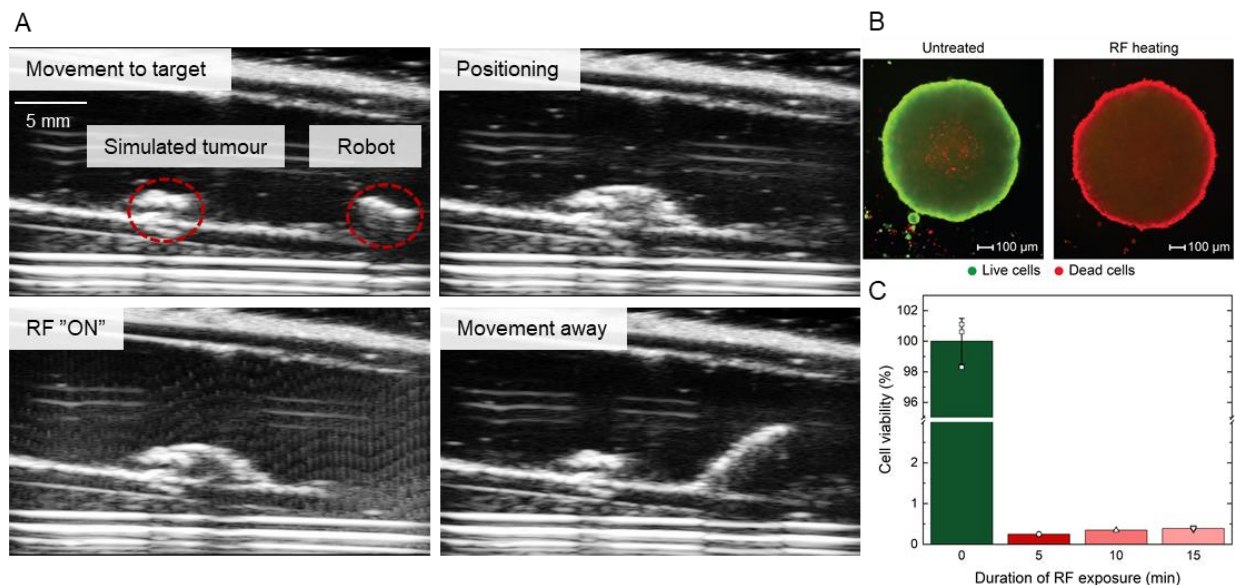 A
Movement to target
5 mm
Simulated tumour
Robot
Positioning
RF ”ON”
Movement away
B
Untreated
RF heating
100 µm
100 µm
Live cells
Dead cells
C
Cell viability (%)
102
100
98
96
2
1
0
0
5
10
15
Duration of RF exposure (min)